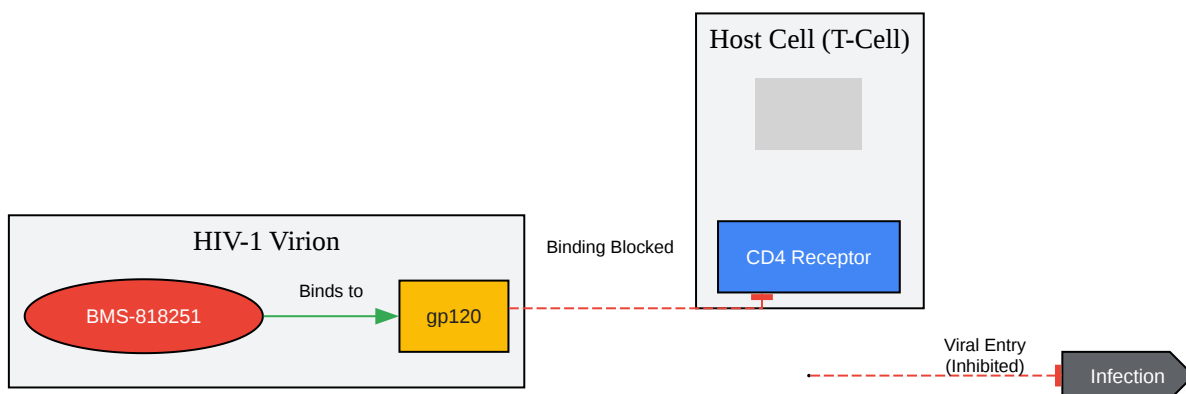 Host Cell (T-Cell)
HIV-1 Virion
Binding Blocked
CD4 Receptor
BMS-818251
Binds to
gp120
Viral Entry
(Inhibited)
Infection